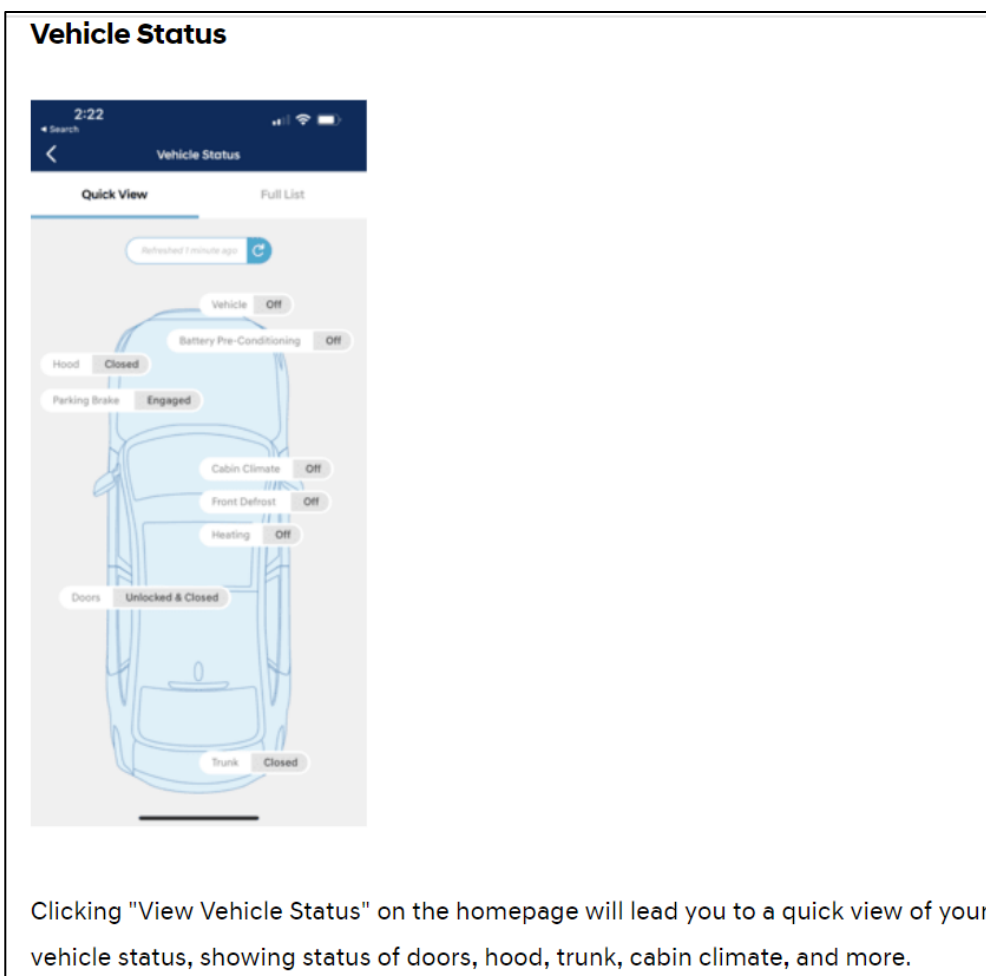 Vehicle Status
2:22
◀ Search
Vehicle Status
Quick View Full List
Refreshed 1 minute ago
Vehicle Off
Battery Pre-Conditioning Off
Hood Closed
Parking Brake Engaged
Cabin Climate Off
Front Defrost Off
Heating Off
Doors Unlocked & Closed
Trunk Closed
Clicking "View Vehicle Status" on the homepage will lead you to a quick view of your
vehicle status, showing status of doors, hood, trunk, cabin climate, and more.